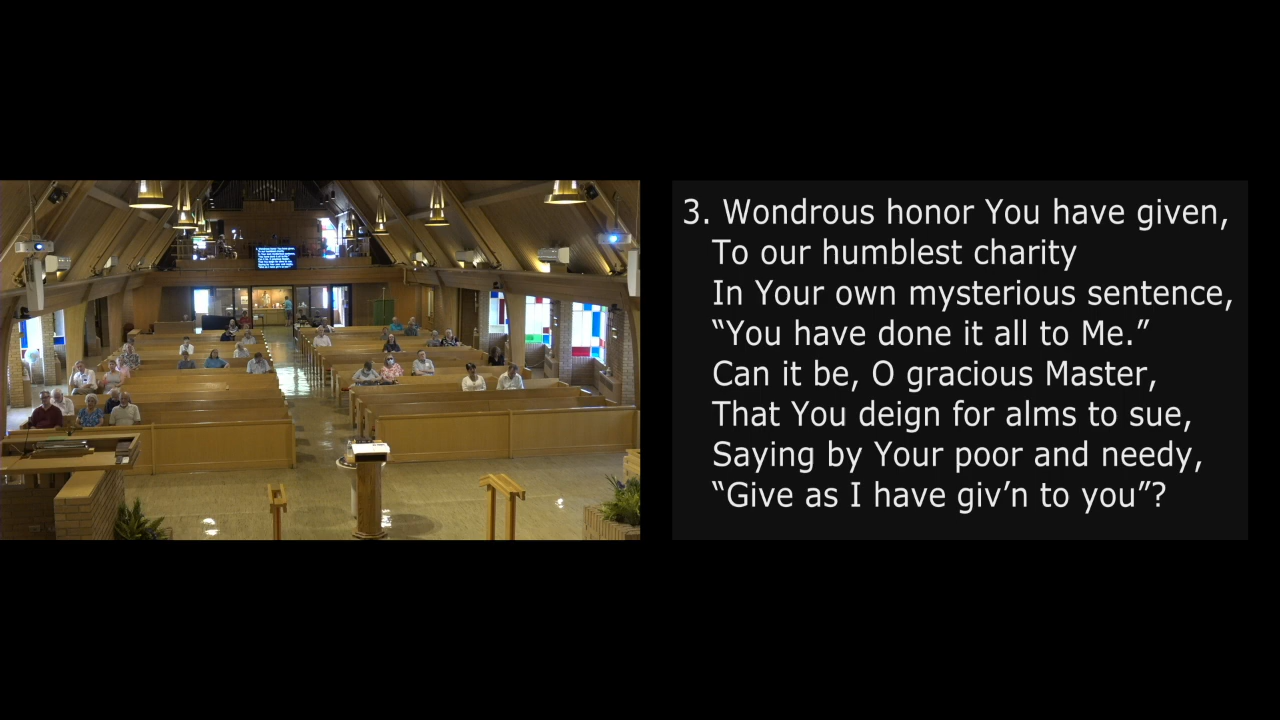 3. Wondrous honor You have given,
To our humblest charity
In Your own mysterious sentence,
“You have done it all to Me.”
Can it be, O gracious Master,
That You deign for alms to sue,
Saying by Your poor and needy,
“Give as I have giv’n to you”?